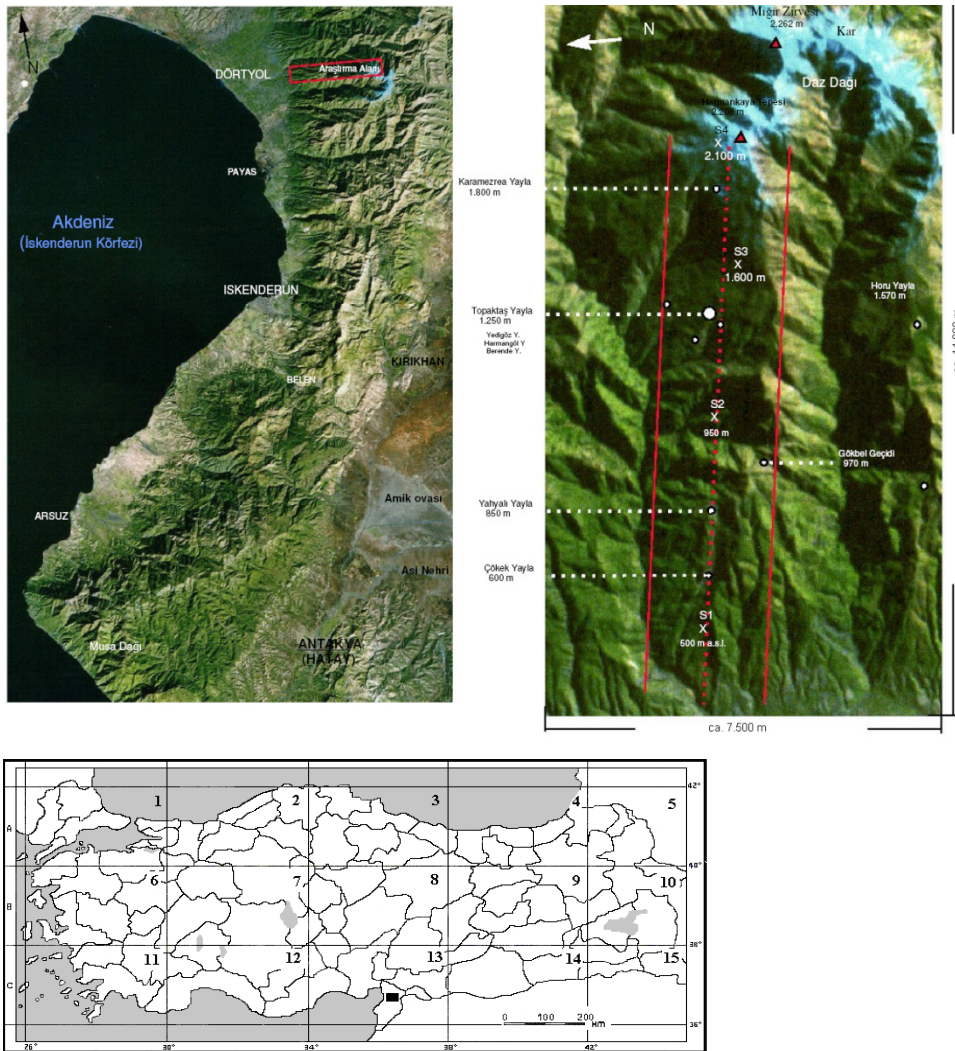 N
DÖRTYOL
Araştırma Alanı
PAYAS
Akdeniz
(İskenderun Körfezi)
ISKENDERUN
KIRIKHAN
BELEN
Amik ovası
ARSUZ
Asi Nehri
ANTAKYA
(HATAY)
Musa Dağı
Mığır Zirvesi
2.262 m
Kar
N
Daz Dağı
Harmankaya Tepesi
S4
X
2.100 m
Karamezrea Yayla
1.800 m
S3
X
1.600 m
Horu Yayla
1.570 m
Topaktaş Yayla
1.250 m
Yedigöz Y.
Harmangöl Y
Berende Y.
S2
X
950 m
Gökbel Geçidi
970 m
Yahyalı Yayla
850 m
Çökek Yayla
600 m
S1
X
500 m a.s.l.
ca. 7.500 m
1 2 3 4 5
42°
A
40°
6 7 8 9 10
B
38°
11 12 13 14 15
C
0 100 200 KM
36°
26° 30° 34° 38° 42°